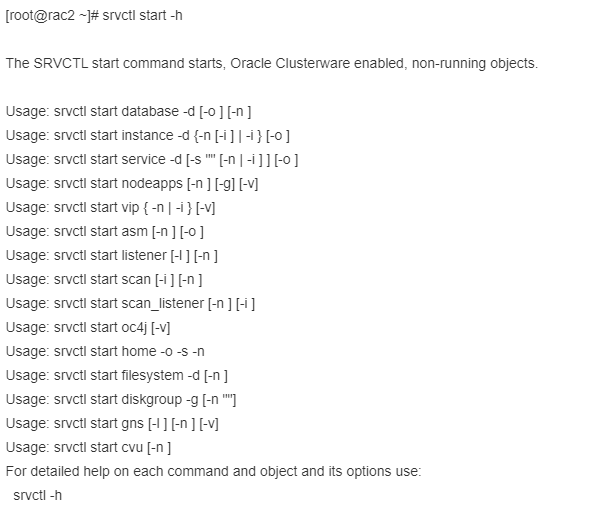 [root@rac2 ~]# srvctl start -h
The SRVCTL start command starts, Oracle Clusterware enabled, non-running objects.
Usage: srvctl start database -d [-o ] [-n ]
Usage: srvctl start instance -d {-n [-i ] | -i } [-o ]
Usage: srvctl start service -d [-s "" [-n | -i ] ] [-o ]
Usage: srvctl start nodeapps [-n ] [-g] [-v]
Usage: srvctl start vip { -n | -i } [-v]
Usage: srvctl start asm [-n ] [-o ]
Usage: srvctl start listener [-l ] [-n ]
Usage: srvctl start scan [-i ] [-n ]
Usage: srvctl start scan_listener [-n ] [-i ]
Usage: srvctl start oc4j [-v]
Usage: srvctl start home -o -s -n
Usage: srvctl start filesystem -d [-n ]
Usage: srvctl start diskgroup -g [-n ""]
Usage: srvctl start gns [-l ] [-n ] [-v]
Usage: srvctl start cvu [-n ]
For detailed help on each command and object and its options use:
srvctl -h